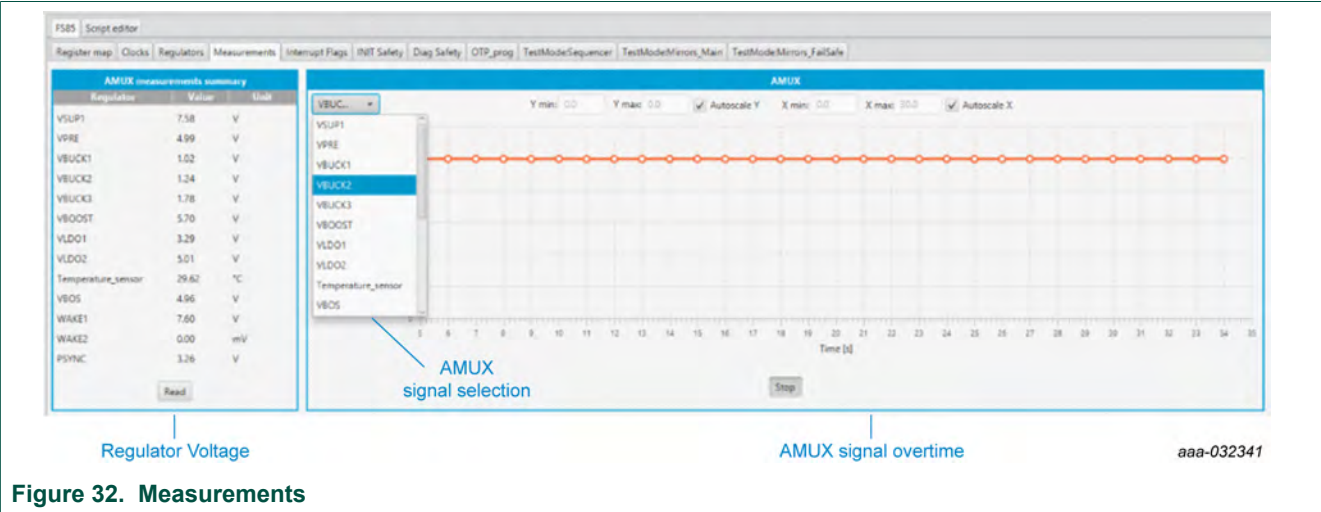 FS85 Script editor
Register map Clocks Regulators Measurements Interrupt Flags INIT Safety Diag Safety OTP_prog TestMode:Sequencer TestMode:Mirrors_Main TestMode:Mirrors_FailSafe
AMUX measurements summary
Regulator Value Unit
VSUP1 7.58 V
VPRE 4.99 V
VBUCK1 1.02 V
VBUCK2 1.24 V
VBUCK3 1.78 V
VBOOST 5.70 V
VLDO1 3.29 V
VLDO2 5.01 V
Temperature_sensor 29.62 °C
VBOS 4.96 V
WAKE1 7.60 V
WAKE2 0.00 mV
PSYNC 3.26 V
Read
AMUX
VBUC... Y min: 0.0 Y max: 0.0 Autoscale Y X min: 0.0 X max: 30.0 Autoscale X
VSUP1
VPRE
VBUCK1
VBUCK2
VBUCK3
VBOOST
VLDO1
VLDO2
Temperature_sensor
VBOS
0
5 6 7 8 9 10 11 12 13 14 15 16 17 18 19 20 21 22 23 24 25 26 27 28 29 30 31 32 33 34 35
Time [s]
Stop
AMUX
signal selection
Regulator Voltage
AMUX signal overtime
aaa-032341
Figure 32. Measurements